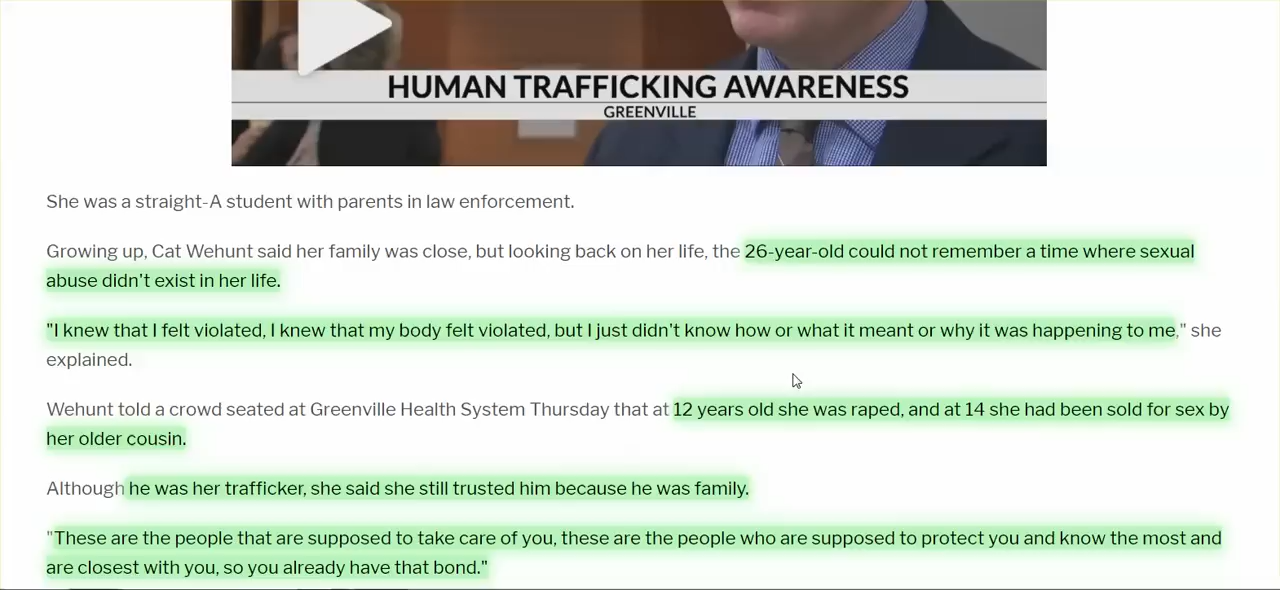 HUMAN TRAFFICKING AWARENESS
GREENVILLE
She was a straight-A student with parents in law enforcement.
Growing up, Cat Wehunt said her family was close, but looking back on her life, the 26-year-old could not remember a time where sexual
abuse didn't exist in her life.
"I knew that I felt violated, I knew that my body felt violated, but I just didn't know how or what it meant or why it was happening to me," she
explained.
Wehunt told a crowd seated at Greenville Health System Thursday that at 12 years old she was raped, and at 14 she had been sold for sex by
her older cousin.
Although he was her trafficker, she said she still trusted him because he was family.
"These are the people that are supposed to take care of you, these are the people who are supposed to protect you and know the most and
are closest with you, so you already have that bond."